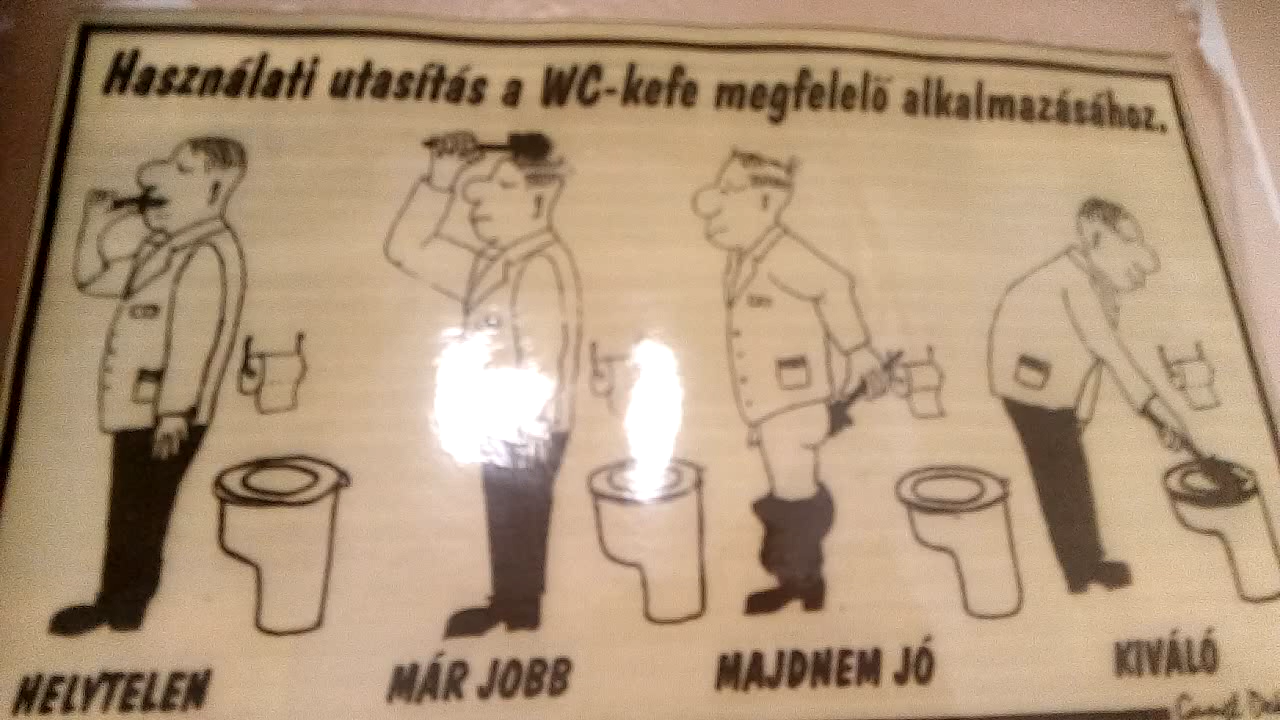 Használati utasítás a WC-kefe megfelelő alkalmazásához.
HELYTELEN
MÁR JOBB
MAJDNEM JÓ
KIVÁLÓ